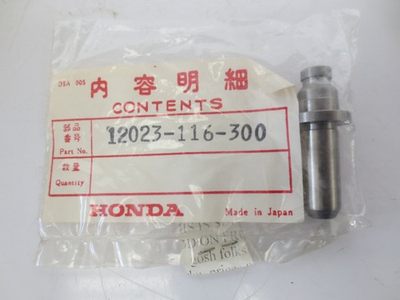 DSA 005
内容明細
CONTENTS
部品番号 12023-116-300
Part No.
数量
Quantity
HONDA Made in Japan